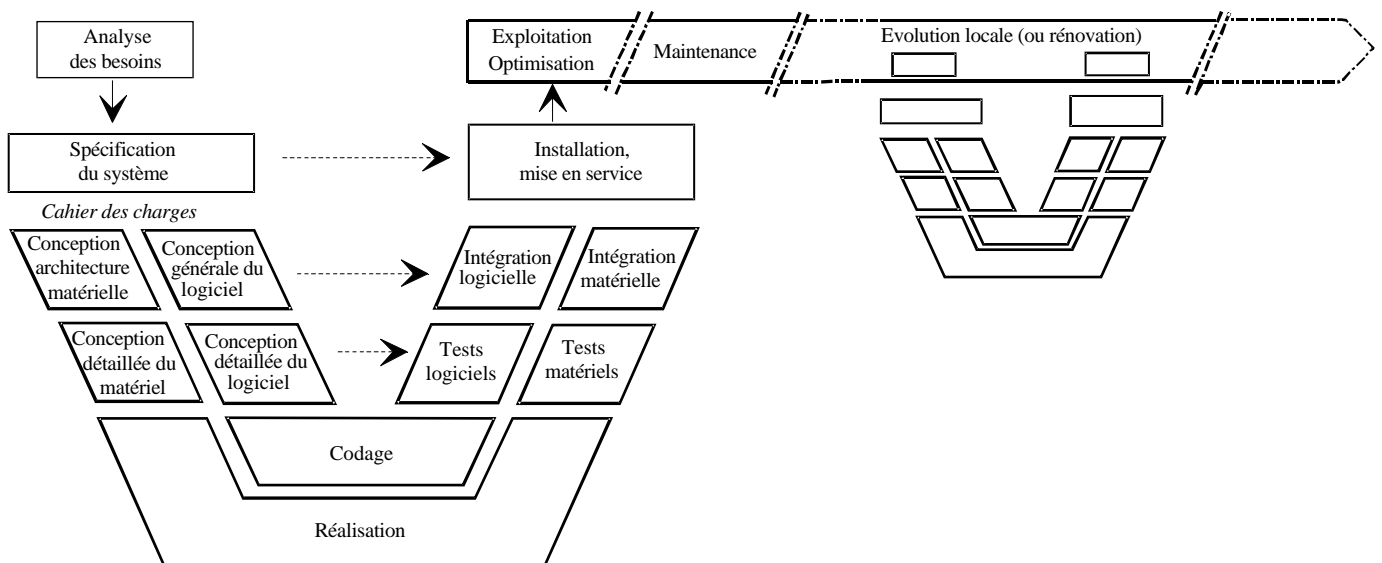 Analyse
des besoins
Exploitation
Optimisation
Maintenance
Evolution locale (ou rénovation)
Spécification
du système
Installation,
mise en service
Cahier des charges
Conception
architecture
matérielle
Conception
générale du
logiciel
Intégration
logicielle
Intégration
matérielle
Conception
détaillée du
matériel
Conception
détaillée du
logiciel
Tests
logiciels
Tests
matériels
Codage
Réalisation